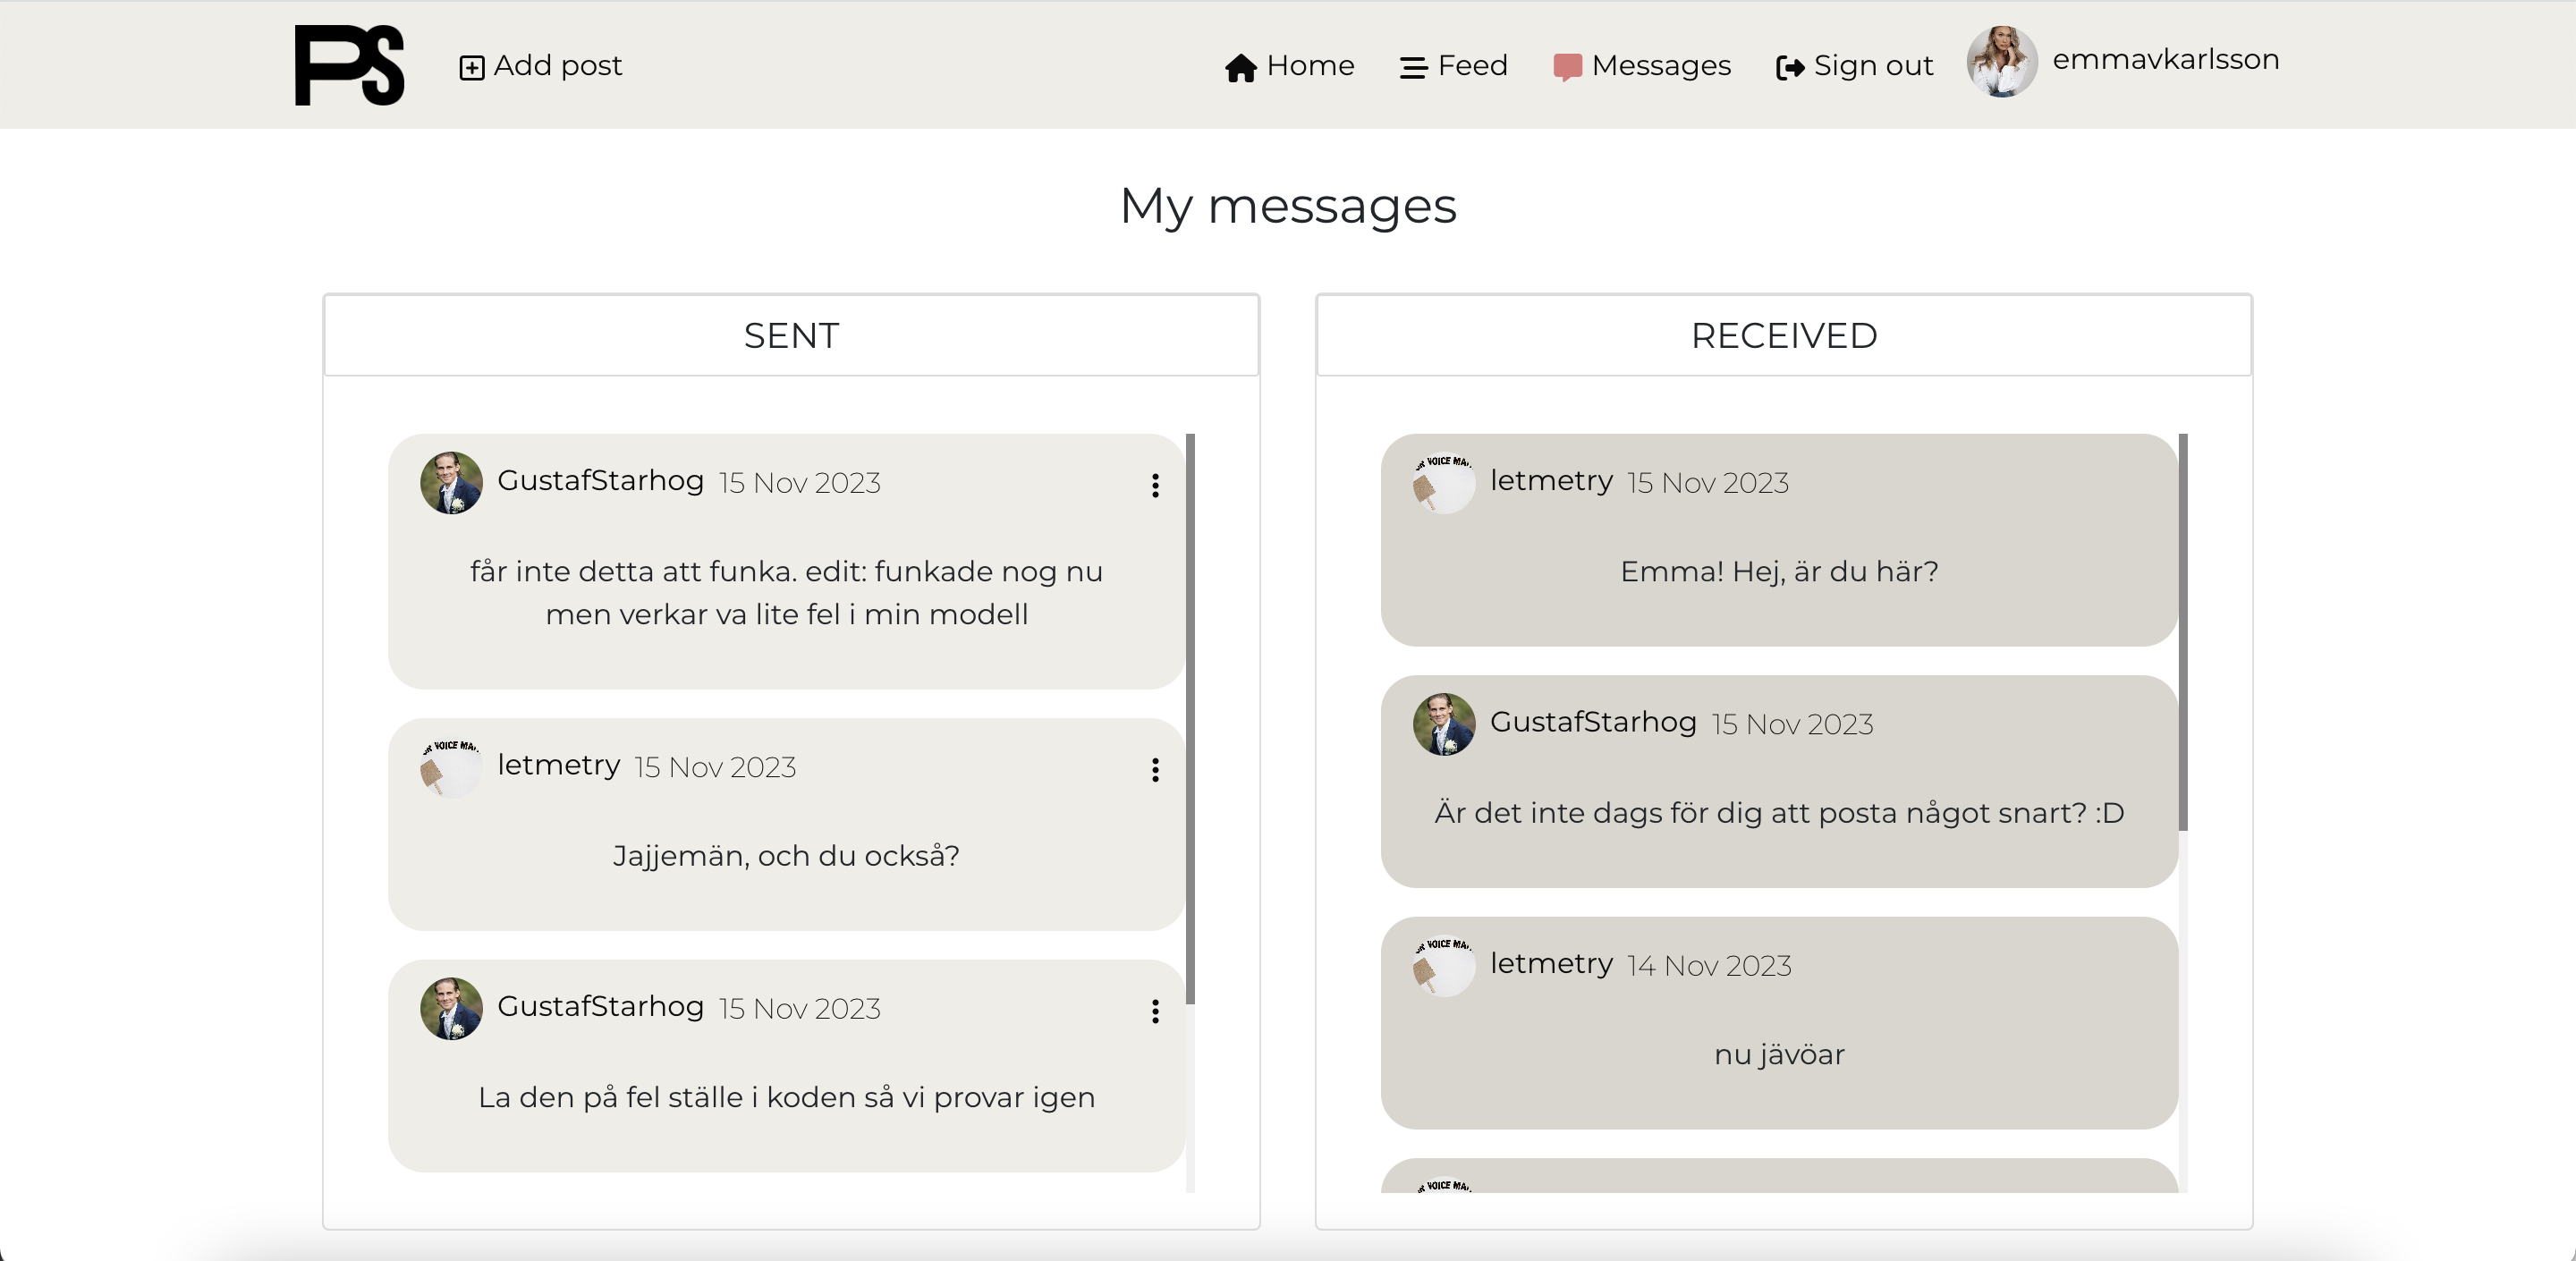 PS
Add post
Home
Feed
Messages
Sign out
emmavkarlsson
My messages
SENT
GustafStarhog 15 Nov 2023
får inte detta att funka. edit: funkade nog nu
men verkar va lite fel i min modell
letmetry 15 Nov 2023
Jajjemän, och du också?
GustafStarhog 15 Nov 2023
La den på fel ställe i koden så vi provar igen
RECEIVED
VOICE
letmetry 15 Nov 2023
Emma! Hej, är du här?
GustafStarhog 15 Nov 2023
Är det inte dags för dig att posta något snart? :D
VOICE
letmetry 14 Nov 2023
nu jävöar
VOICE